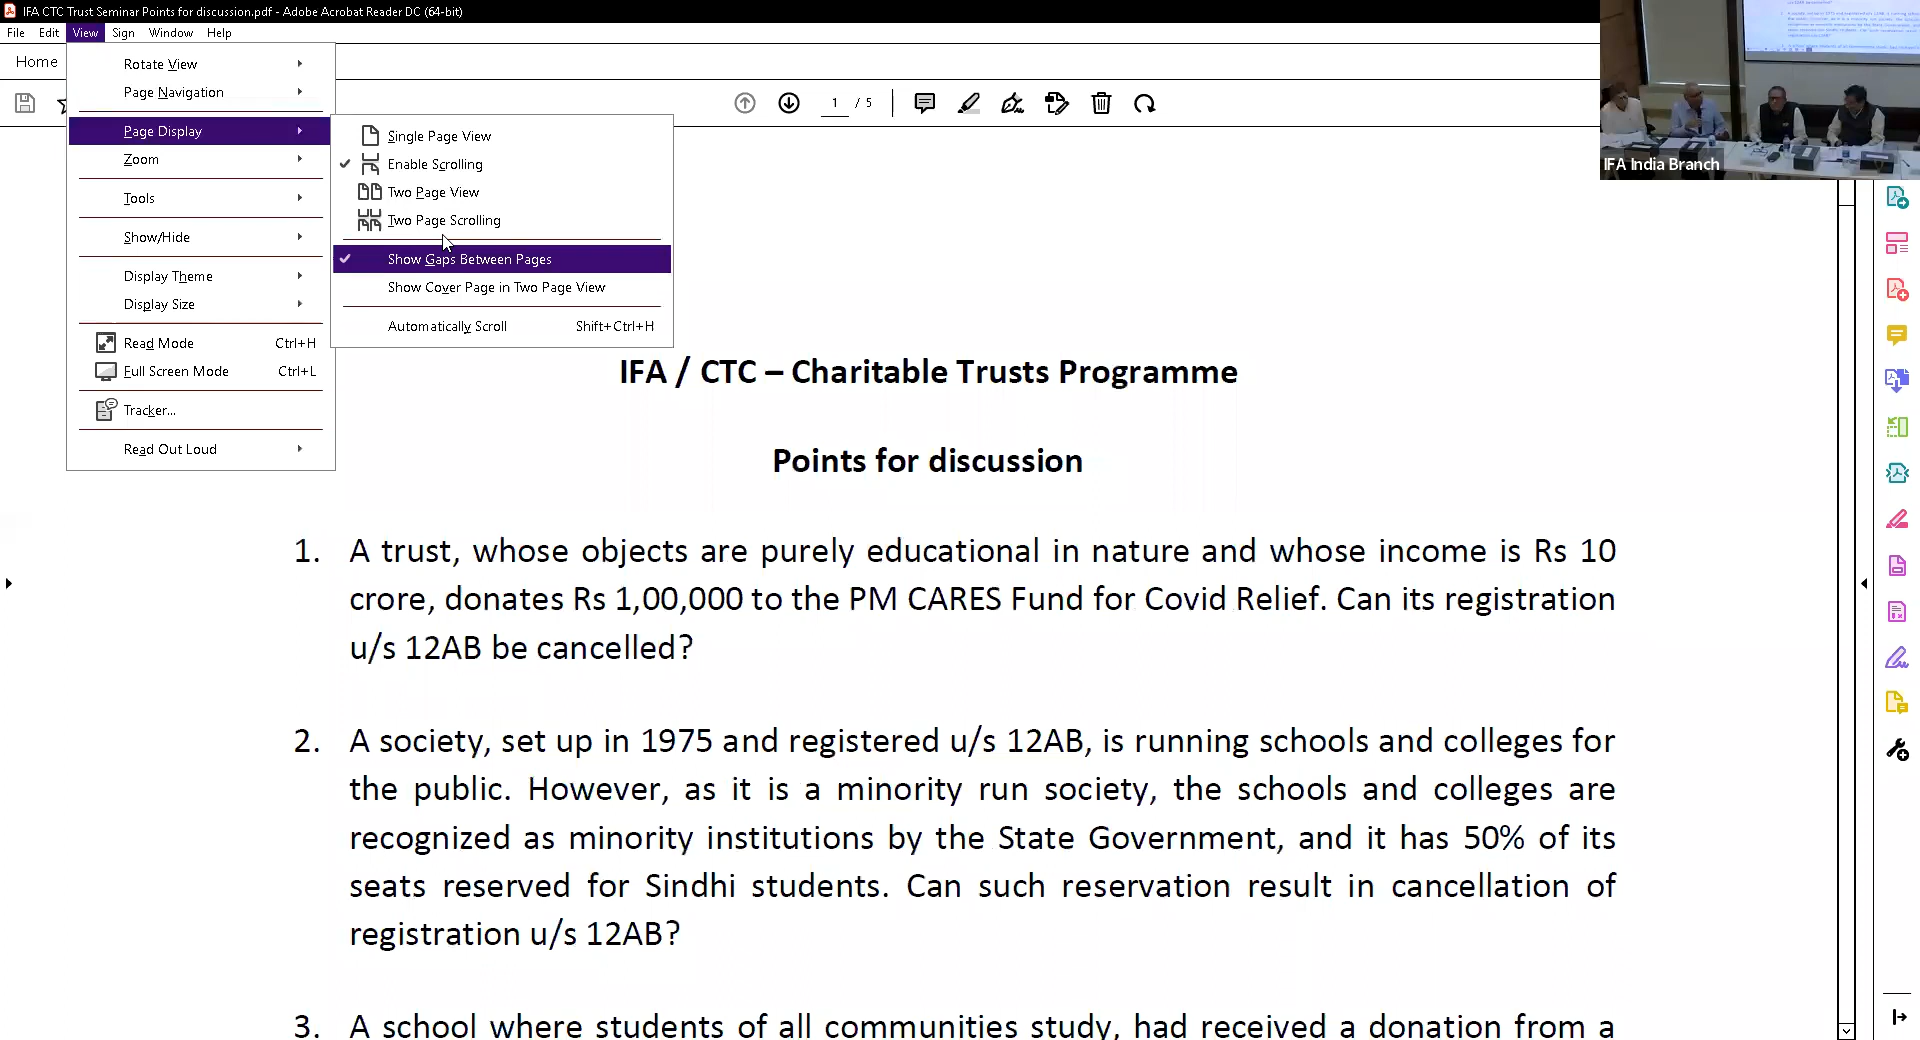 IFA CTC Trust Seminar Points for discussion.pdf - Adobe Acrobat Reader DC (64-bit)
File Edit View Sign Window Help
Home
Rotate View
Page Navigation
Page Display
Zoom
Tools
Show/Hide
Display Theme
Display Size
Read Mode Ctrl+H
Full Screen Mode Ctrl+L
Tracker...
Read Out Loud
1 / 5
Single Page View
Enable Scrolling
Two Page View
Two Page Scrolling
Show Gaps Between Pages
Show Cover Page in Two Page View
Automatically Scroll Shift+Ctrl+H
IFA India Branch
IFA / CTC – Charitable Trusts Programme
Points for discussion
1. A trust, whose objects are purely educational in nature and whose income is Rs 10
crore, donates Rs 1,00,000 to the PM CARES Fund for Covid Relief. Can its registration
u/s 12AB be cancelled?
2. A society, set up in 1975 and registered u/s 12AB, is running schools and colleges for
the public. However, as it is a minority run society, the schools and colleges are
recognized as minority institutions by the State Government, and it has 50% of its
seats reserved for Sindhi students. Can such reservation result in cancellation of
registration u/s 12AB?
3. A school where students of all communities study, had received a donation from a